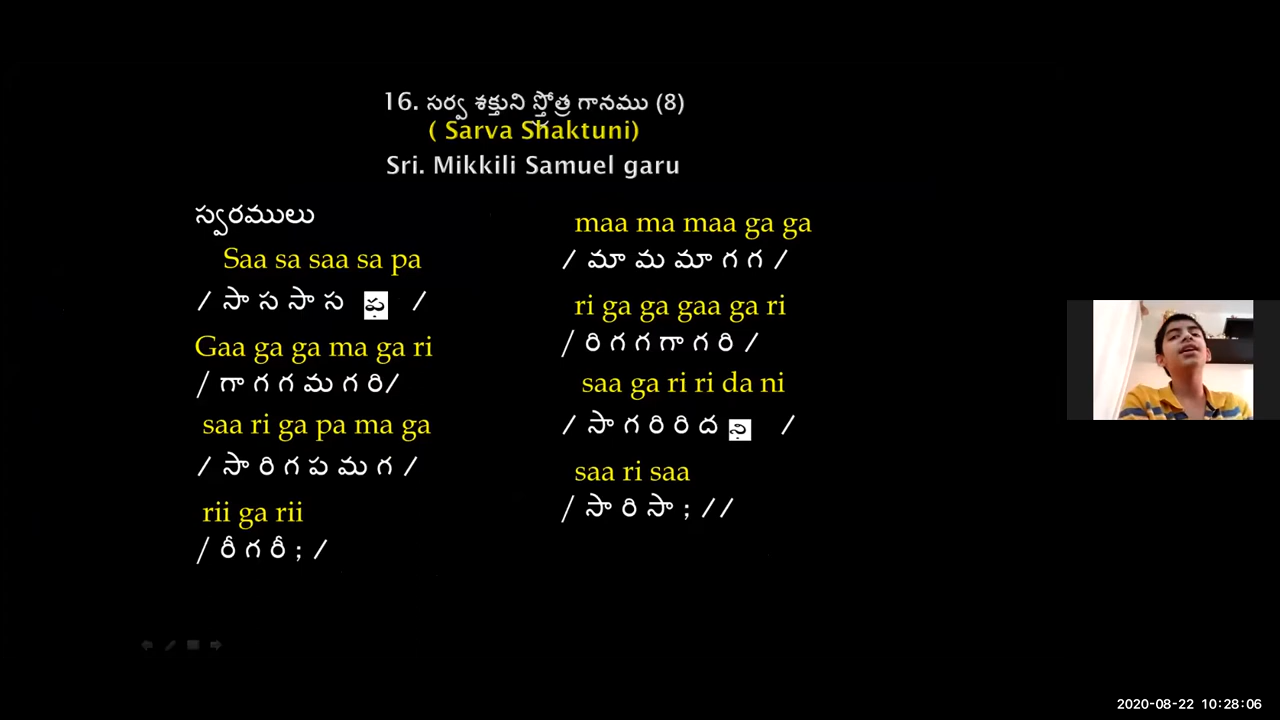 16. సర్వ శక్తుని స్తోత్ర గానము (8)
( Sarva Shaktuni)
Sri. Mikkili Samuel garu
స్వరములు
Saa sa saa sa pa
/ సా స సా స ప /
Gaa ga ga ma ga ri
/ గా గ గ మ గ రి/
saa ri ga pa ma ga
/ సా రి గ ప మ గ /
rii ga rii
/ రీ గ రీ ; /
maa ma maa ga ga
/ మా మ మా గ గ /
ri ga ga gaa ga ri
/ రి గ గ గా గ రి /
saa ga ri ri da ni
/ సా గ రి రి ద ని /
saa ri saa
/ సా రి సా ; //
2020-08-22 10:28:06